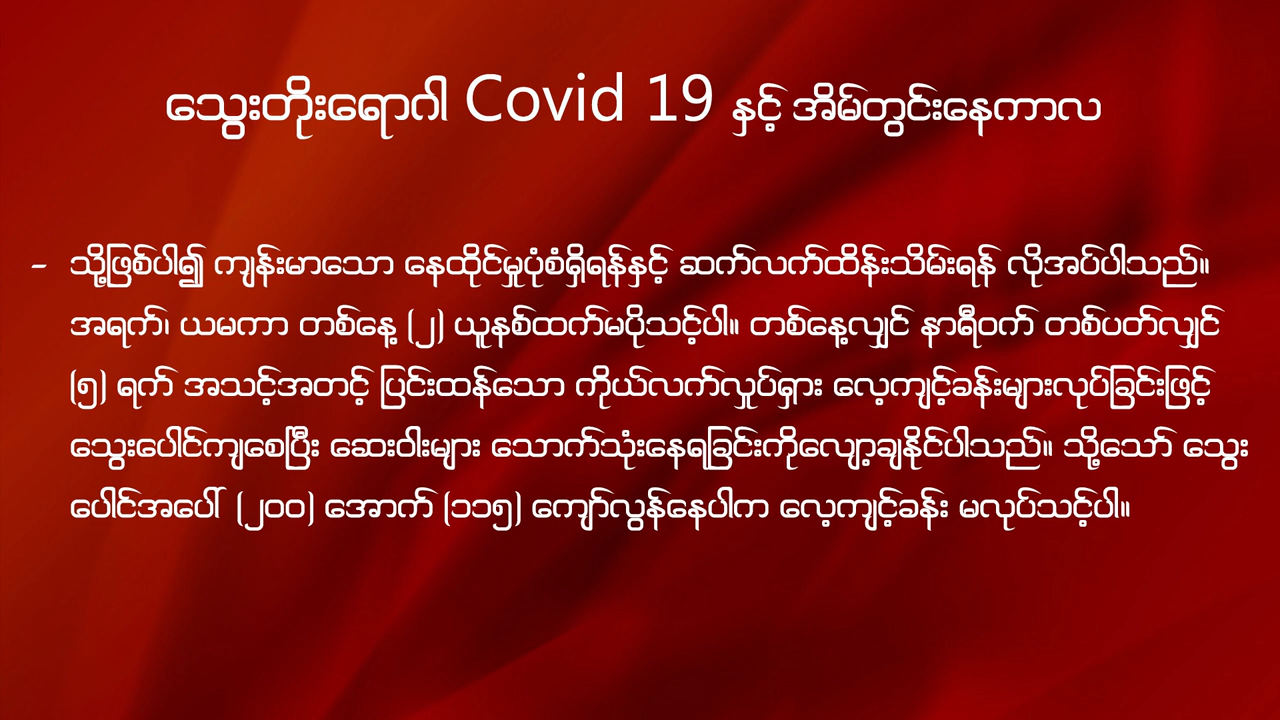 သွေးတိုးရောဂါ Covid 19 နှင့် အိမ်တွင်းနေကာလ
- သို့ဖြစ်ပါ၍ ကျန်းမာသော နေထိုင်မှုပုံစံရှိရန်နှင့် ဆက်လက်ထိန်းသိမ်းရန် လိုအပ်ပါသည်။
အရက်၊ ယမကာ တစ်နေ့ (၂) ယူနစ်ထက်မပိုသင့်ပါ။ တစ်နေ့လျှင် နာရီဝက် တစ်ပတ်လျှင်
(၅) ရက် အသင့်အတင့် ပြင်းထန်သော ကိုယ်လက်လှုပ်ရှား လေ့ကျင့်ခန်းများလုပ်ခြင်းဖြင့်
သွေးပေါင်ကျစေပြီး ဆေးဝါးများ သောက်သုံးနေရခြင်းကိုလျော့ချနိုင်ပါသည်။ သို့သော် သွေး
ပေါင်အပေါ် (၂၀၀) အောက် (၁၁၅) ကျော်လွန်နေပါက လေ့ကျင့်ခန်း မလုပ်သင့်ပါ။